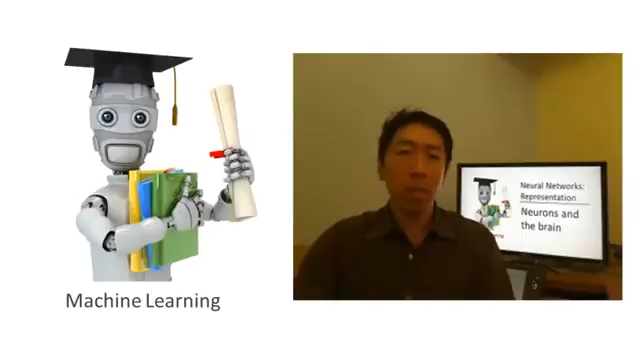 Machine Learning
Neural Networks:
Representation
Neurons and
the brain